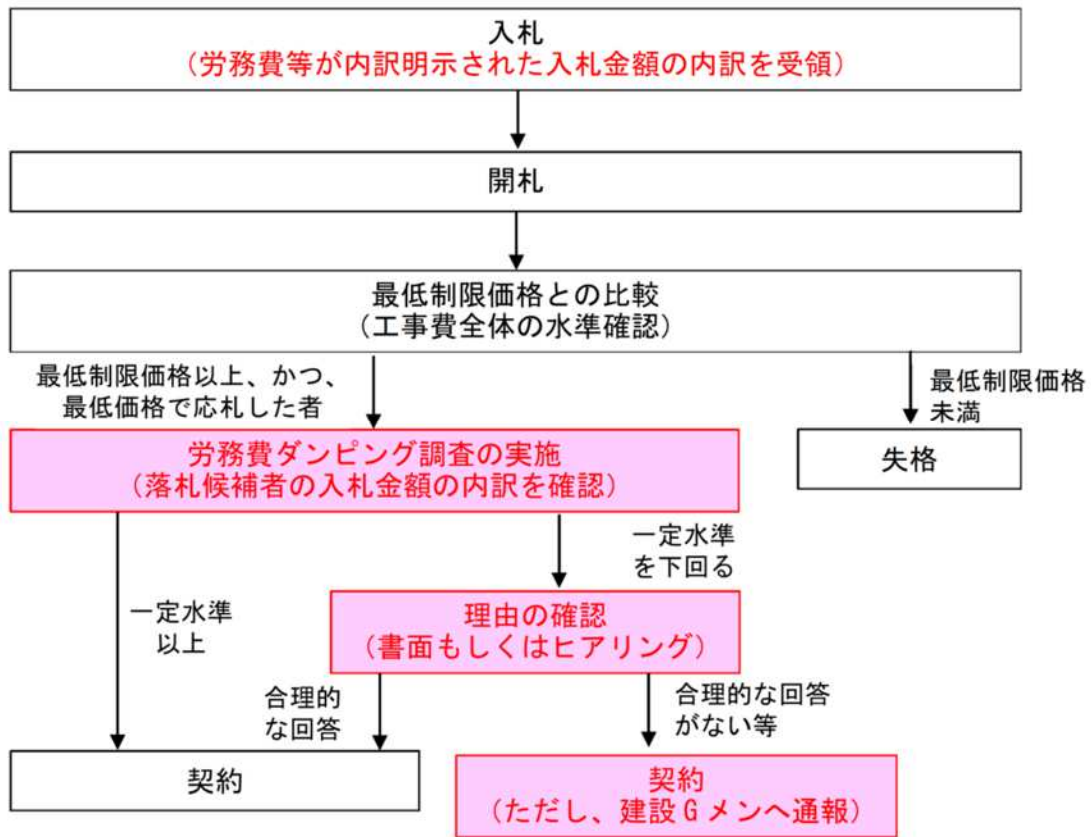 入札
（労務費等が内訳明示された入札金額の内訳を受領）
開札
最低制限価格との比較
（工事費全体の水準確認）
最低制限価格以上、かつ、
最低価格で応札した者
最低制限価格
未満
労務費ダンピング調査の実施
（落札候補者の入札金額の内訳を確認）
失格
一定水準
を下回る
一定水準
以上
理由の確認
（書面もしくはヒアリング）
合理的
な回答
合理的な回答
がない等
契約
契約
（ただし、建設Gメンへ通報）